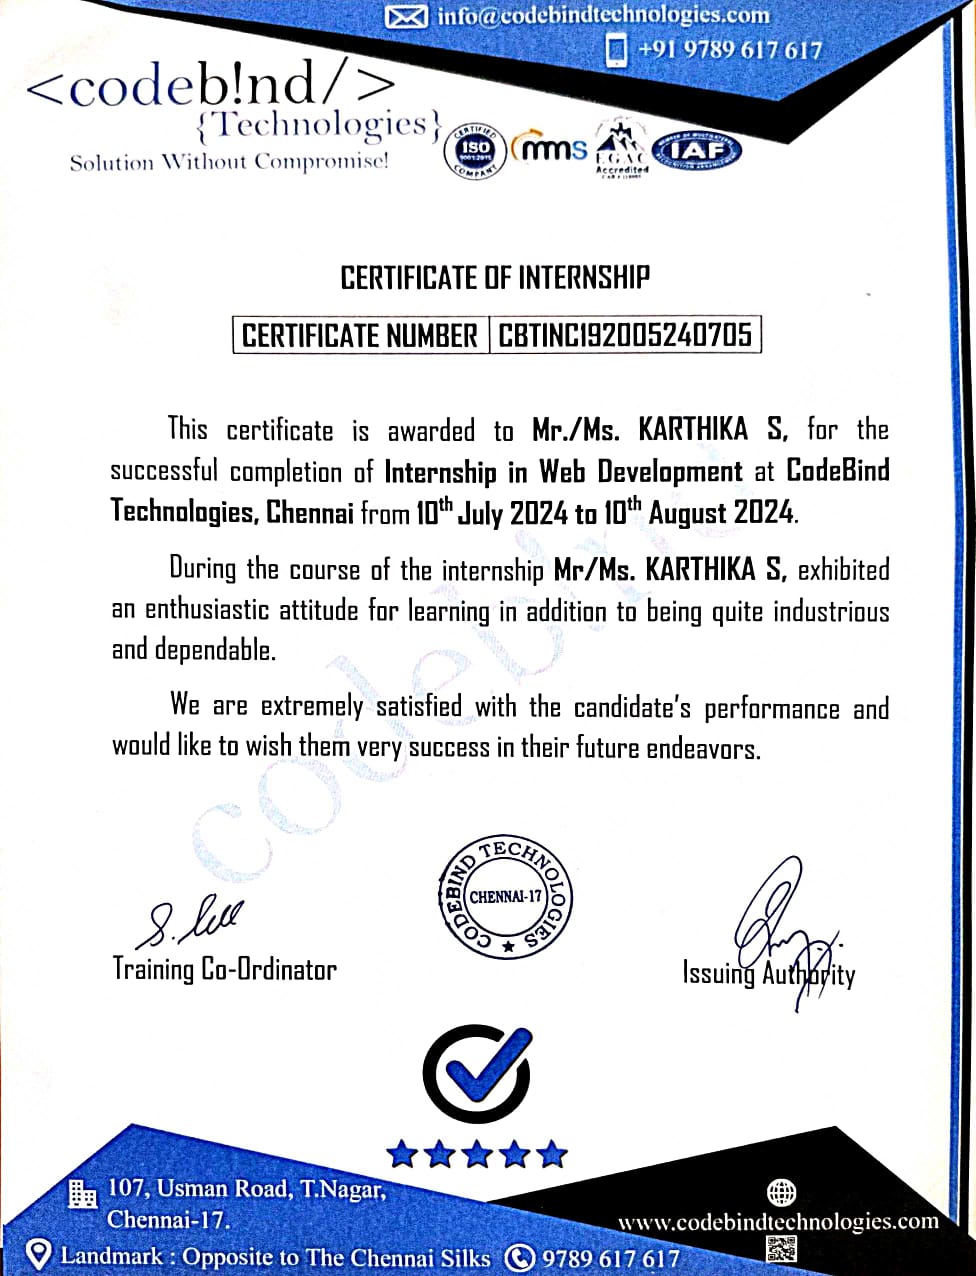 info@codebindtechnologies.com
+91 9789 617 617
<codeb!nd/>
{Technologies}
Solution Without Compromise!
CERTIFIED
ISO
9001:2015
COMPANY
mms
EGAC
Accredited
IAF
CERTIFICATE OF INTERNSHIP
CERTIFICATE NUMBER CBTINC192005240705
This certificate is awarded to Mr./Ms. KARTHIKA S, for the
successful completion of Internship in Web Development at CodeBind
Technologies, Chennai from 10th July 2024 to 10th August 2024.
During the course of the internship Mr/Ms. KARTHIKA S, exhibited
an enthusiastic attitude for learning in addition to being quite industrious
and dependable.
We are extremely satisfied with the candidate's performance and
would like to wish them very success in their future endeavors.
codeb!nd
CODEBIND TECHNOLOGIES
CHENNAI-17
Training Co-Ordinator
Issuing Authority
107, Usman Road, T.Nagar,
Chennai-17.
www.codebindtechnologies.com
Landmark : Opposite to The Chennai Silks
9789 617 617